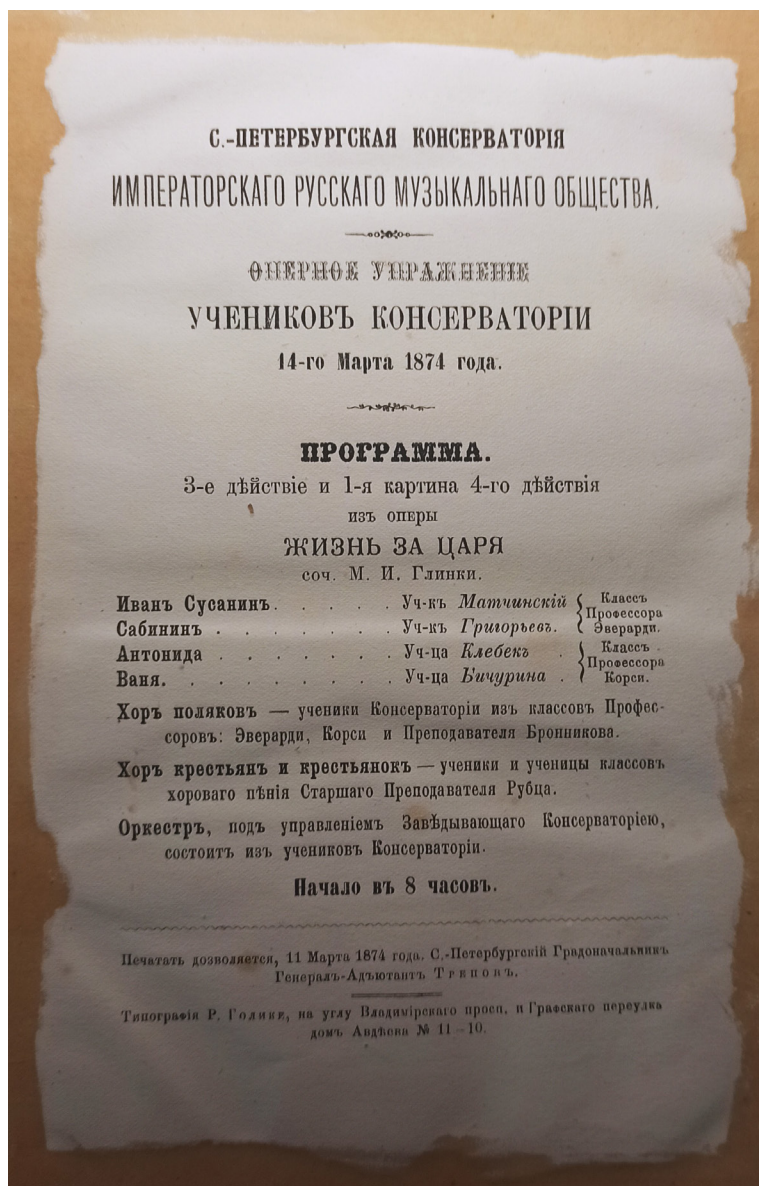 С.-ПЕТЕРБУРГСКАЯ КОНСЕРВАТОРІЯ
ИМПЕРАТОРСКАГО РУССКАГО МУЗЫКАЛЬНАГО ОБЩЕСТВА.
ОПЕРНОЕ УПРАЖНЕНІЕ
УЧЕНИКОВЪ КОНСЕРВАТОРІИ
14-го Марта 1874 года.
ПРОГРАММА.
3-е дѣйствіе и 1-я картина 4-го дѣйствія
изъ оперы
ЖИЗНЬ ЗА ЦАРЯ
соч. М. И. Глинки.
Иванъ Сусанинъ. . . . . Уч-къ Матчинскій
Сабининъ . . . . . . . Уч-къ Григорьевъ.
Классъ
Профессора
Эверарди.
Антонида . . . . . . . Уч-ца Клебекъ .
Ваня. . . . . . . . . Уч-ца Бичурина .
Классъ .
Профессора
Корси.
Хоръ поляковъ — ученики Консерваторіи изъ классовъ Профес-
соровъ: Эверарди, Корси и Преподавателя Бронникова.
Хоръ крестьянъ и крестьянокъ — ученики и ученицы классовъ
хороваго пѣнія Старшаго Преподавателя Рубца.
Оркестръ, подъ управленіемъ Завѣдывающаго Консерваторіею,
состоитъ изъ учениковъ Консерваторіи.
Начало въ 8 часовъ.
Печатать дозволяется, 11 Марта 1874 года. С.-Петербургскій Градоначальникъ
Генералъ-Адъютантъ Треповъ.
Типографія Р. Голике, на углу Владимірскаго просп. и Графскаго переулка
домъ Авдѣева № 11—10.